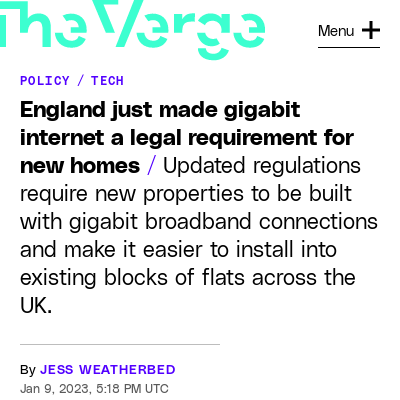 The Verge
Menu
POLICY / TECH
England just made gigabit
internet a legal requirement for
new homes / Updated regulations
require new properties to be built
with gigabit broadband connections
and make it easier to install into
existing blocks of flats across the
UK.
By JESS WEATHERBED
Jan 9, 2023, 5:18 PM UTC